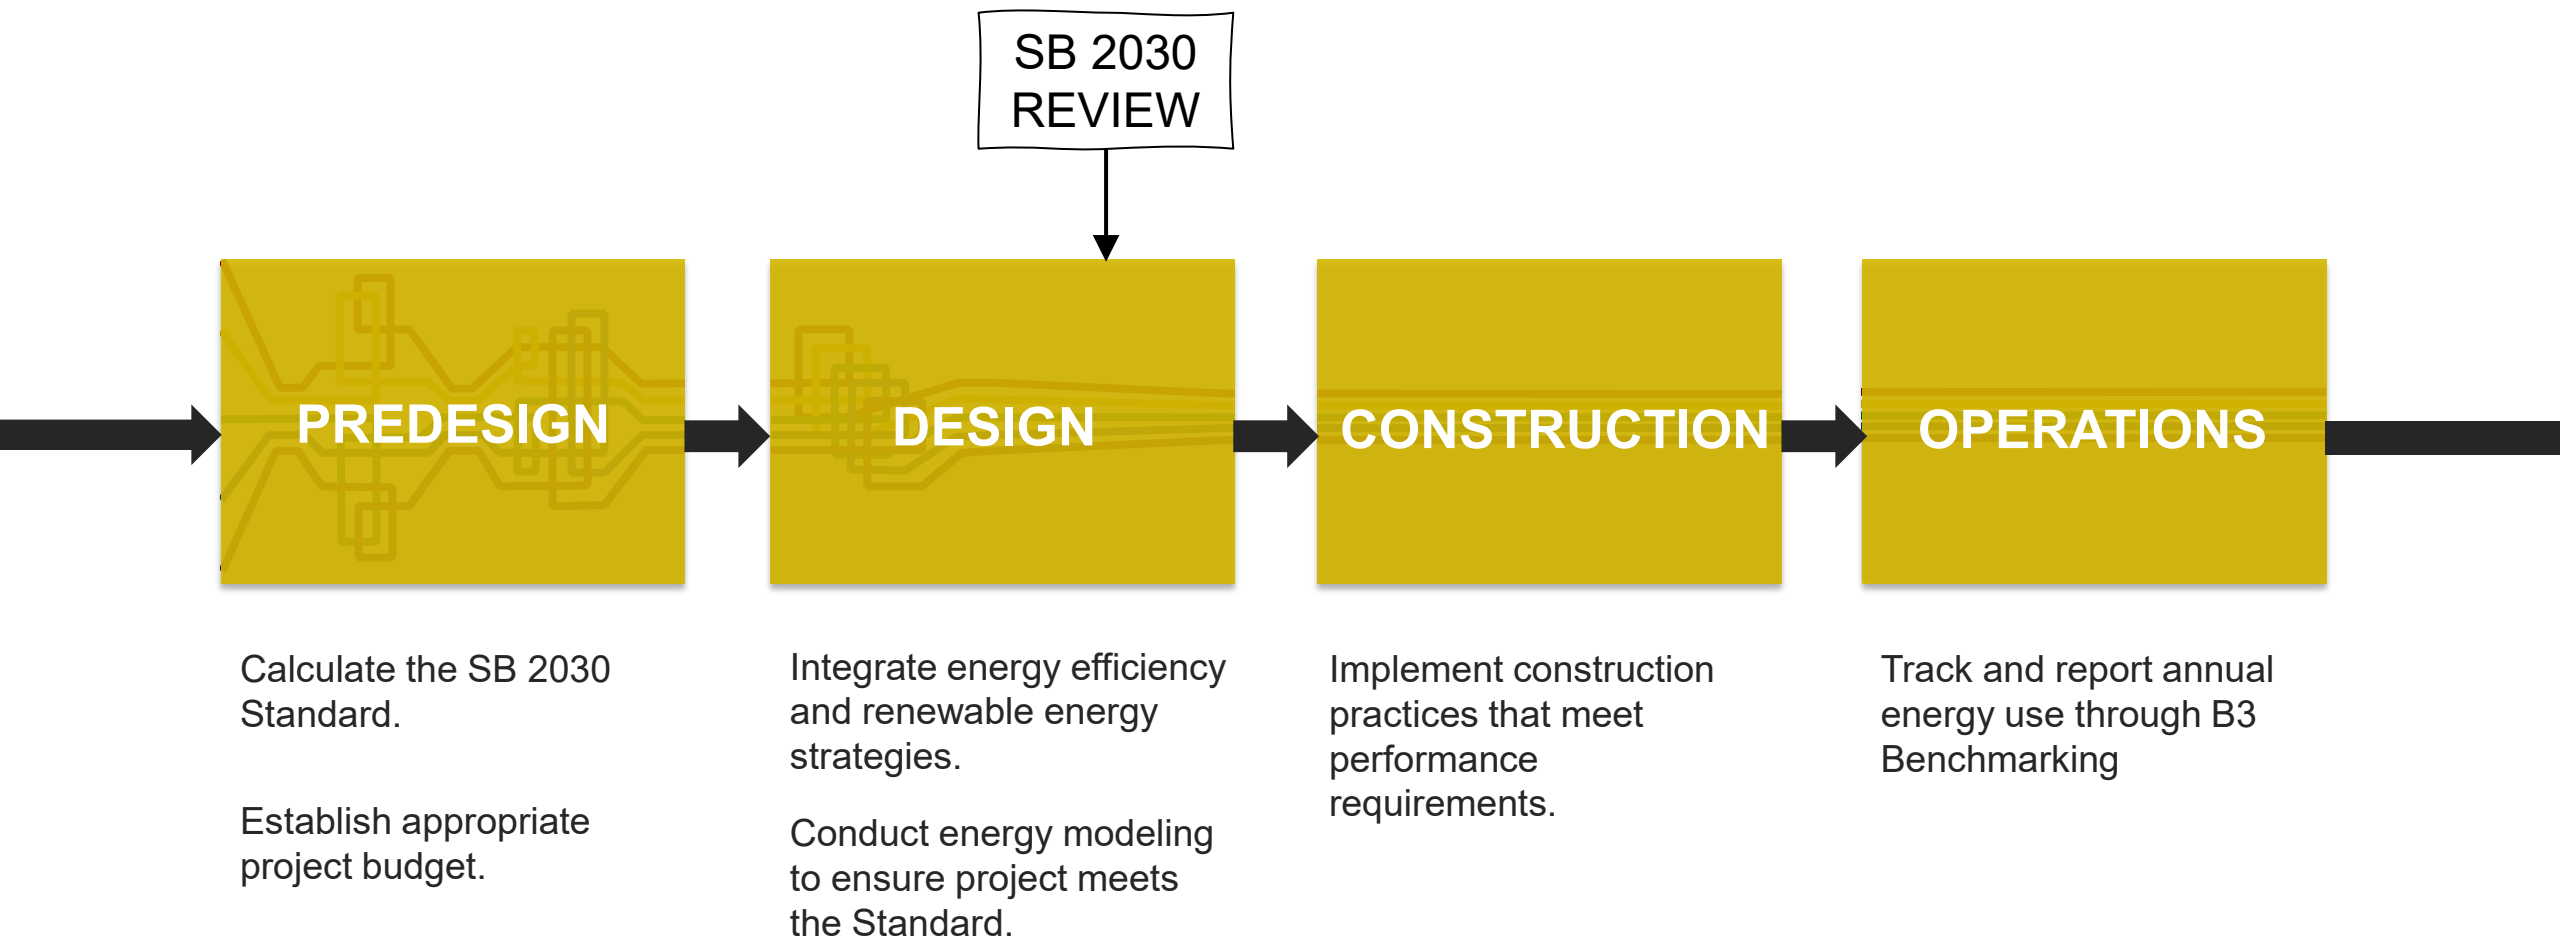 SB 2030
REVIEW
PREDESIGN
DESIGN
CONSTRUCTION
OPERATIONS
Calculate the SB 2030
Standard.
Establish appropriate
project budget.
Integrate energy efficiency
and renewable energy
strategies.
Conduct energy modeling
to ensure project meets
the Standard.
Implement construction
practices that meet
performance
requirements.
Track and report annual
energy use through B3
Benchmarking